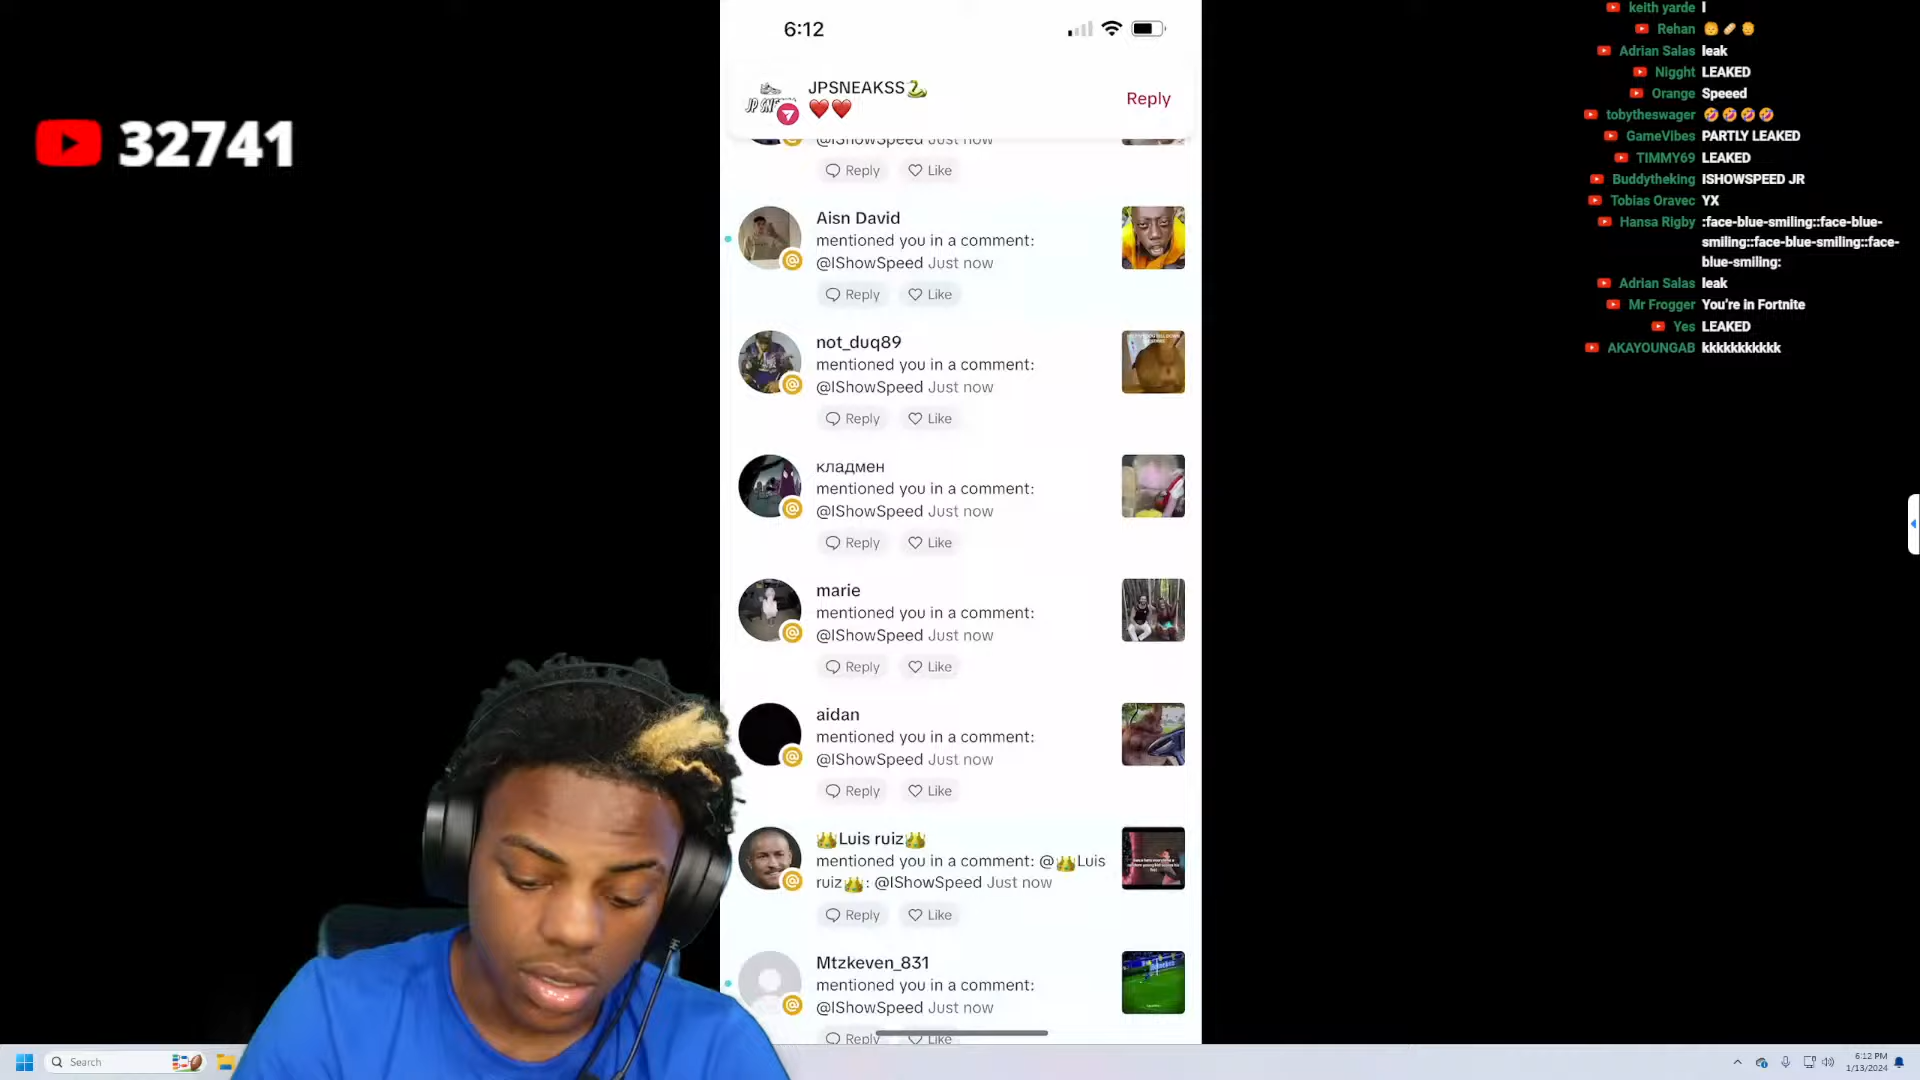 32741
6:12
JPSNEAKSS🐍
❤️❤️
Reply
@IShowSpeed Just now
Reply Like
Aisn David
mentioned you in a comment:
@IShowSpeed Just now
Reply Like
not_duq89
mentioned you in a comment:
@IShowSpeed Just now
Reply Like
кладмен
mentioned you in a comment:
@IShowSpeed Just now
Reply Like
marie
mentioned you in a comment:
@IShowSpeed Just now
Reply Like
aidan
mentioned you in a comment:
@IShowSpeed Just now
Reply Like
👑Luis ruiz👑
mentioned you in a comment: @👑Luis
ruiz👑: @IShowSpeed Just now
Reply Like
Mtzkeven_831
mentioned you in a comment:
@IShowSpeed Just now
Reply Like
keith yarde I
Rehan
Adrian Salas leak
Nigght LEAKED
Orange Speeed
tobytheswager 🤣🤣🤣🤣
GameVibes PARTLY LEAKED
TIMMY69 LEAKED
Buddytheking ISHOWSPEED JR
Tobias Oravec YX
Hansa Rigby :face-blue-smiling::face-blue-
smiling::face-blue-smiling::face-
blue-smiling:
Adrian Salas leak
Mr Frogger You're in Fortnite
Yes LEAKED
AKAYOUNGAB kkkkkkkkkkk
Search
6:12 PM
1/13/2024